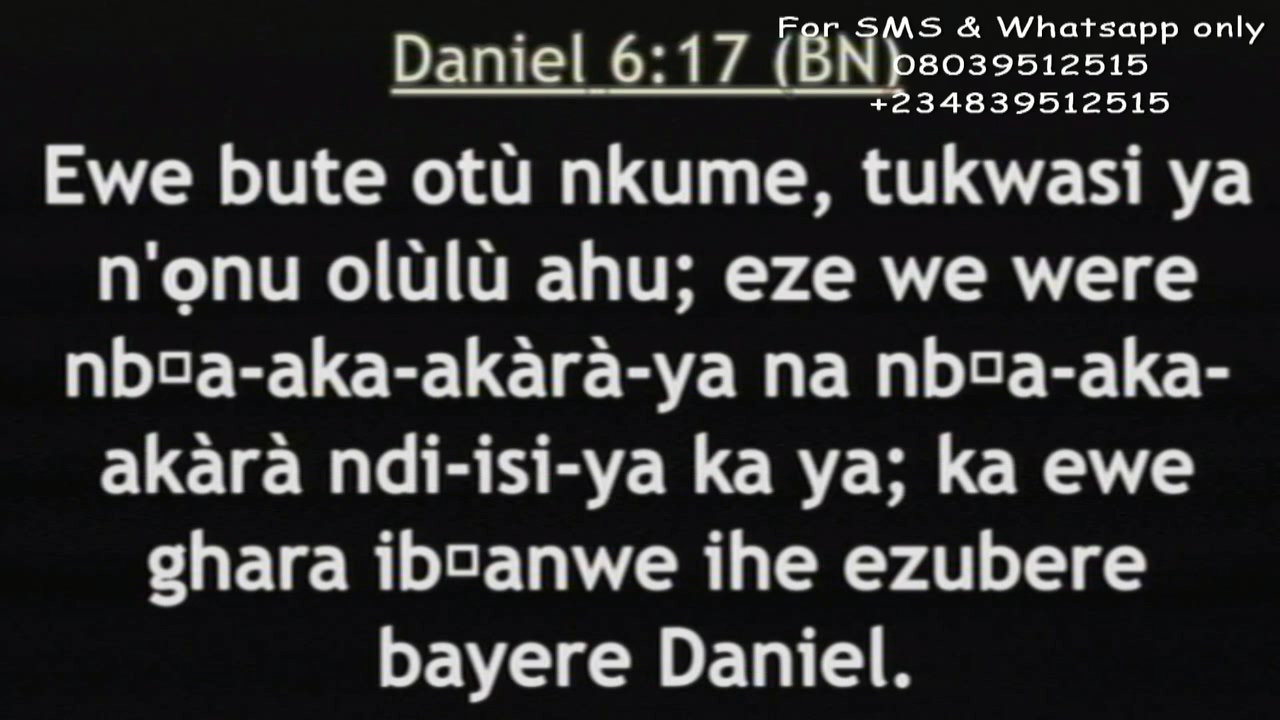 For SMS & Whatsapp only
08039512515
+234839512515
Daniel 6:17 (BN)
Ewe bute otù nkume, tukwasi ya
n'ọnu olùlù ahu; eze we were
nb□a-aka-akàrà-ya na nb□a-aka-
akàrà ndi-isi-ya ka ya; ka ewe
ghara ib□anwe ihe ezubere
bayere Daniel.